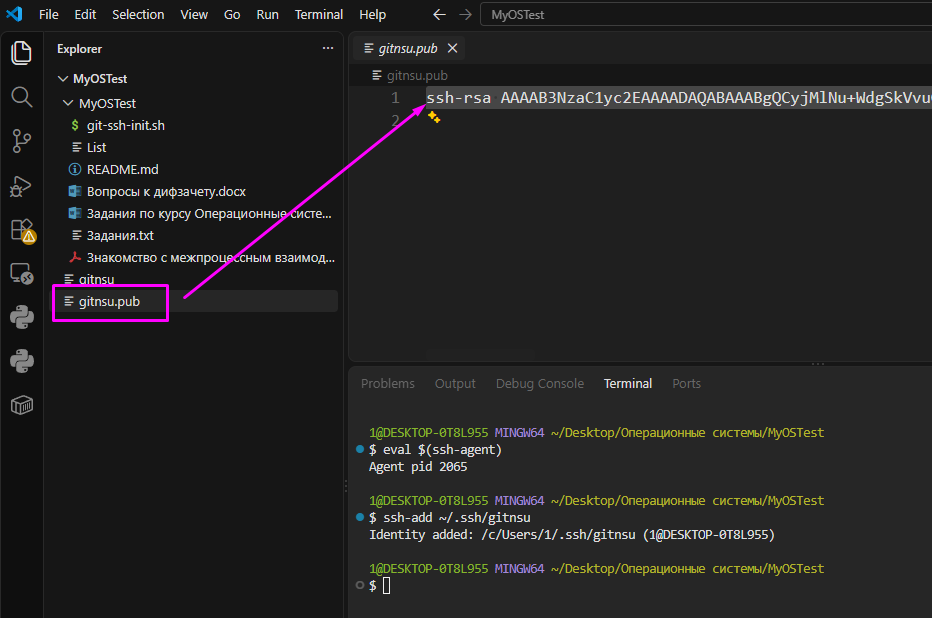 File Edit Selection View Go Run Terminal Help MyOSTest
Explorer
MyOSTest
MyOSTest
$ git-ssh-init.sh
List
README.md
Вопросы к дифзачету.docx
Задания по курсу Операционные систе...
Задания.txt
Знакомство с межпроцессным взаимод...
gitnsu
gitnsu.pub
gitnsu.pub
gitnsu.pub
1 ssh-rsa AAAAB3NzaC1yc2EAAAADAQABAAABgQCyjMlNu+WdgSkVvu
2
Problems Output Debug Console Terminal Ports
1@DESKTOP-0T8L955 MINGW64 ~/Desktop/Операционные системы/MyOSTest
$ eval $(ssh-agent)
Agent pid 2065
1@DESKTOP-0T8L955 MINGW64 ~/Desktop/Операционные системы/MyOSTest
$ ssh-add ~/.ssh/gitnsu
Identity added: /c/Users/1/.ssh/gitnsu (1@DESKTOP-0T8L955)
1@DESKTOP-0T8L955 MINGW64 ~/Desktop/Операционные системы/MyOSTest
$